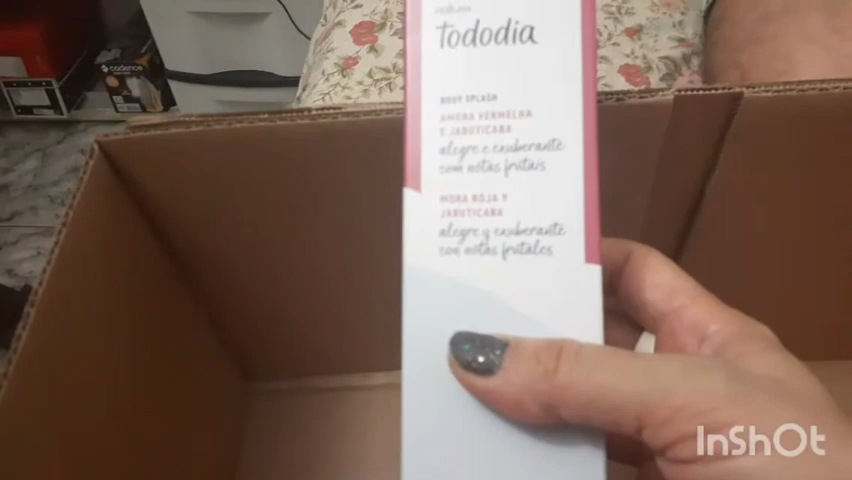 natura
tododia
BODY SPLASH
AMORA VERMELHA
E JABUTICABA
alegre e exuberante
com notas frutais
MORA ROJA Y
JABUTICABA
alegre y exuberante
con notas frutales
cadence
InShOt